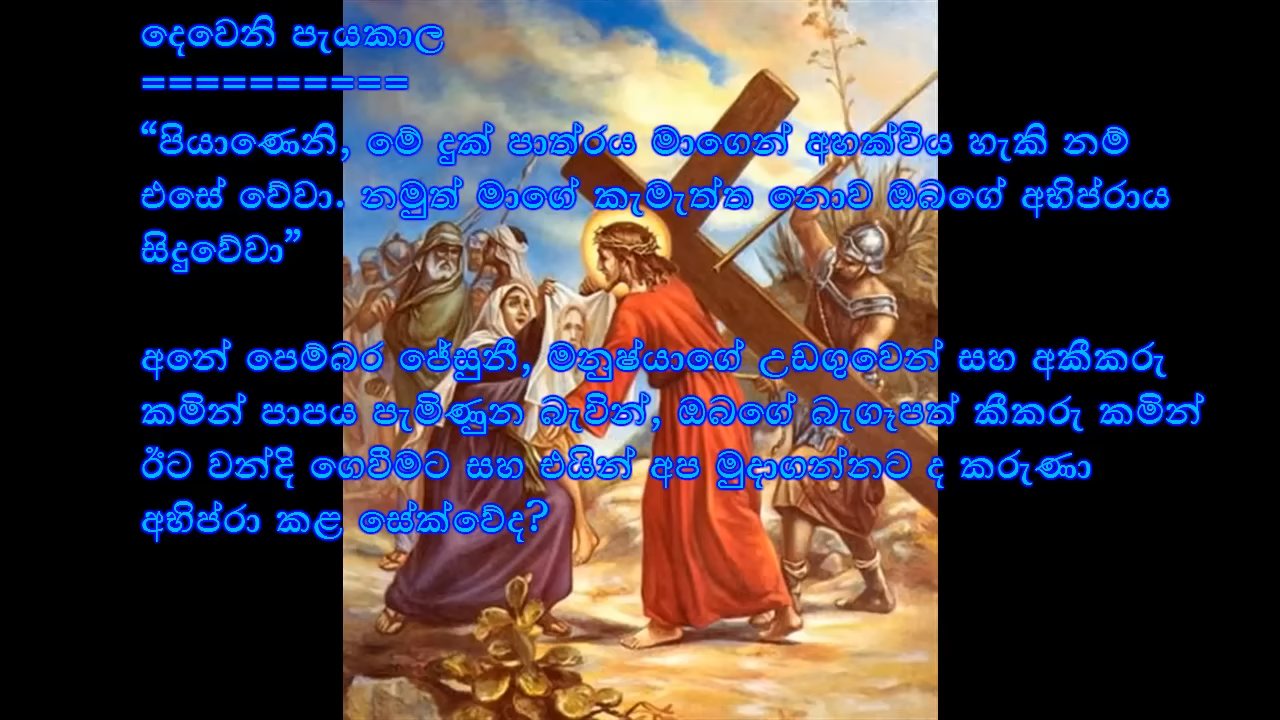 දෙවෙනි පැයකාල
==========
“පියාණෙනි, මේ දුක් පාත්රය මාගෙන් අහක්විය හැකි නම්
එසේ වේවා. නමුත් මාගේ කැමැත්ත නොව ඔබගේ අභිප්රාය
සිදුවේවා”
අනේ පෙම්බර ජේසුනී, මනුෂ්යාගේ උඩගුවෙන් සහ අකීකරු
කමින් පාපය පැමිණුන බැවින්, ඔබගේ බැගෑපත් කීකරු කමින්
ඊට වන්දි ගෙවීමට සහ එයින් අප මුදාගන්නට ද කරුණා
අභිප්රා කළ සේක්වේද?